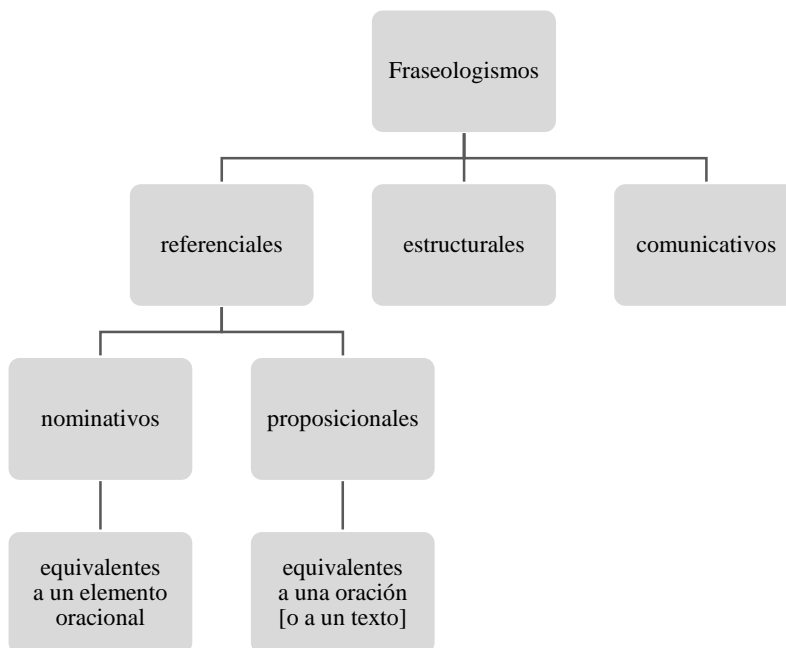 Fraseologismos
referenciales
estructurales
comunicativos
nominativos
proposicionales
equivalentes
a un elemento
oracional
equivalentes
a una oración
[o a un texto]